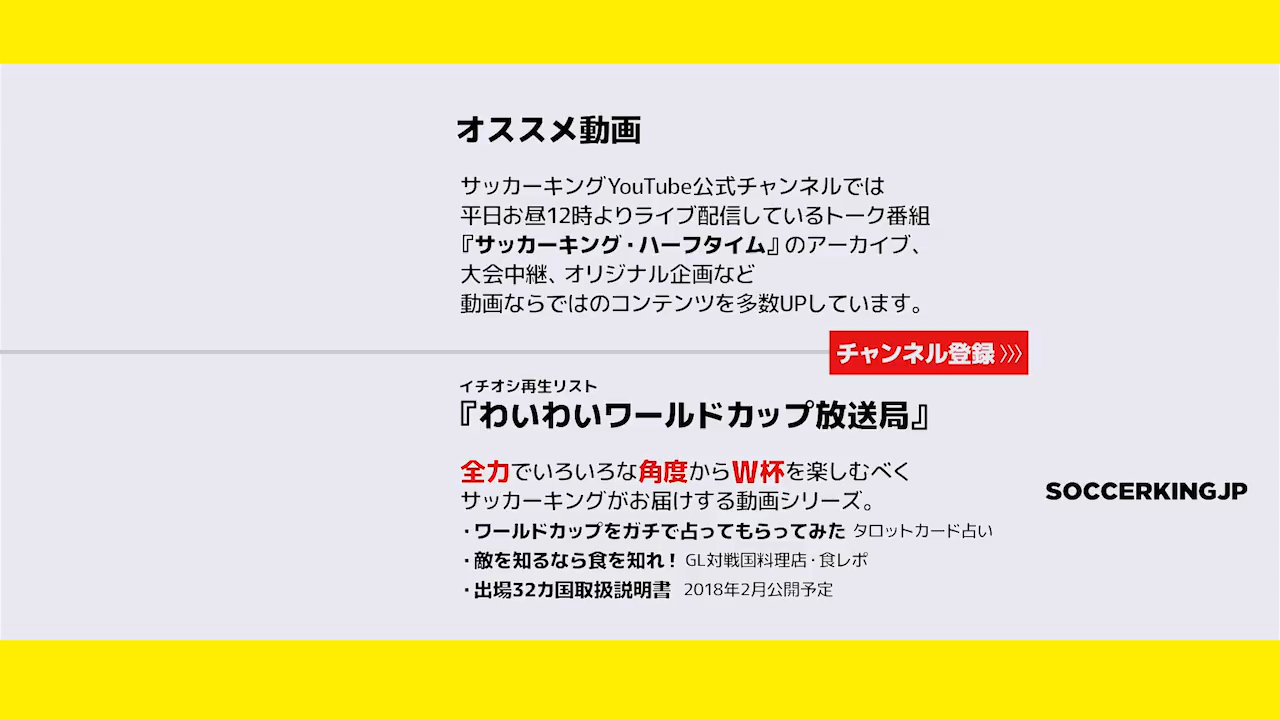 オススメ動画
サッカーキングYouTube公式チャンネルでは
平日お昼12時よりライブ配信しているトーク番組
『サッカーキング・ハーフタイム』のアーカイブ、
大会中継、オリジナル企画など
動画ならではのコンテンツを多数UPしています。
チャンネル登録 》
イチオシ再生リスト
『わいわいワールドカップ放送局』
全力でいろいろな角度からW杯を楽しむべく
サッカーキングがお届けする動画シリーズ。
・ワールドカップをガチで占ってもらってみた タロットカード占い
・敵を知るなら食を知れ！ GL対戦国料理店・食レポ
・出場32カ国取扱説明書 2018年2月公開予定
SOCCERKINGJP